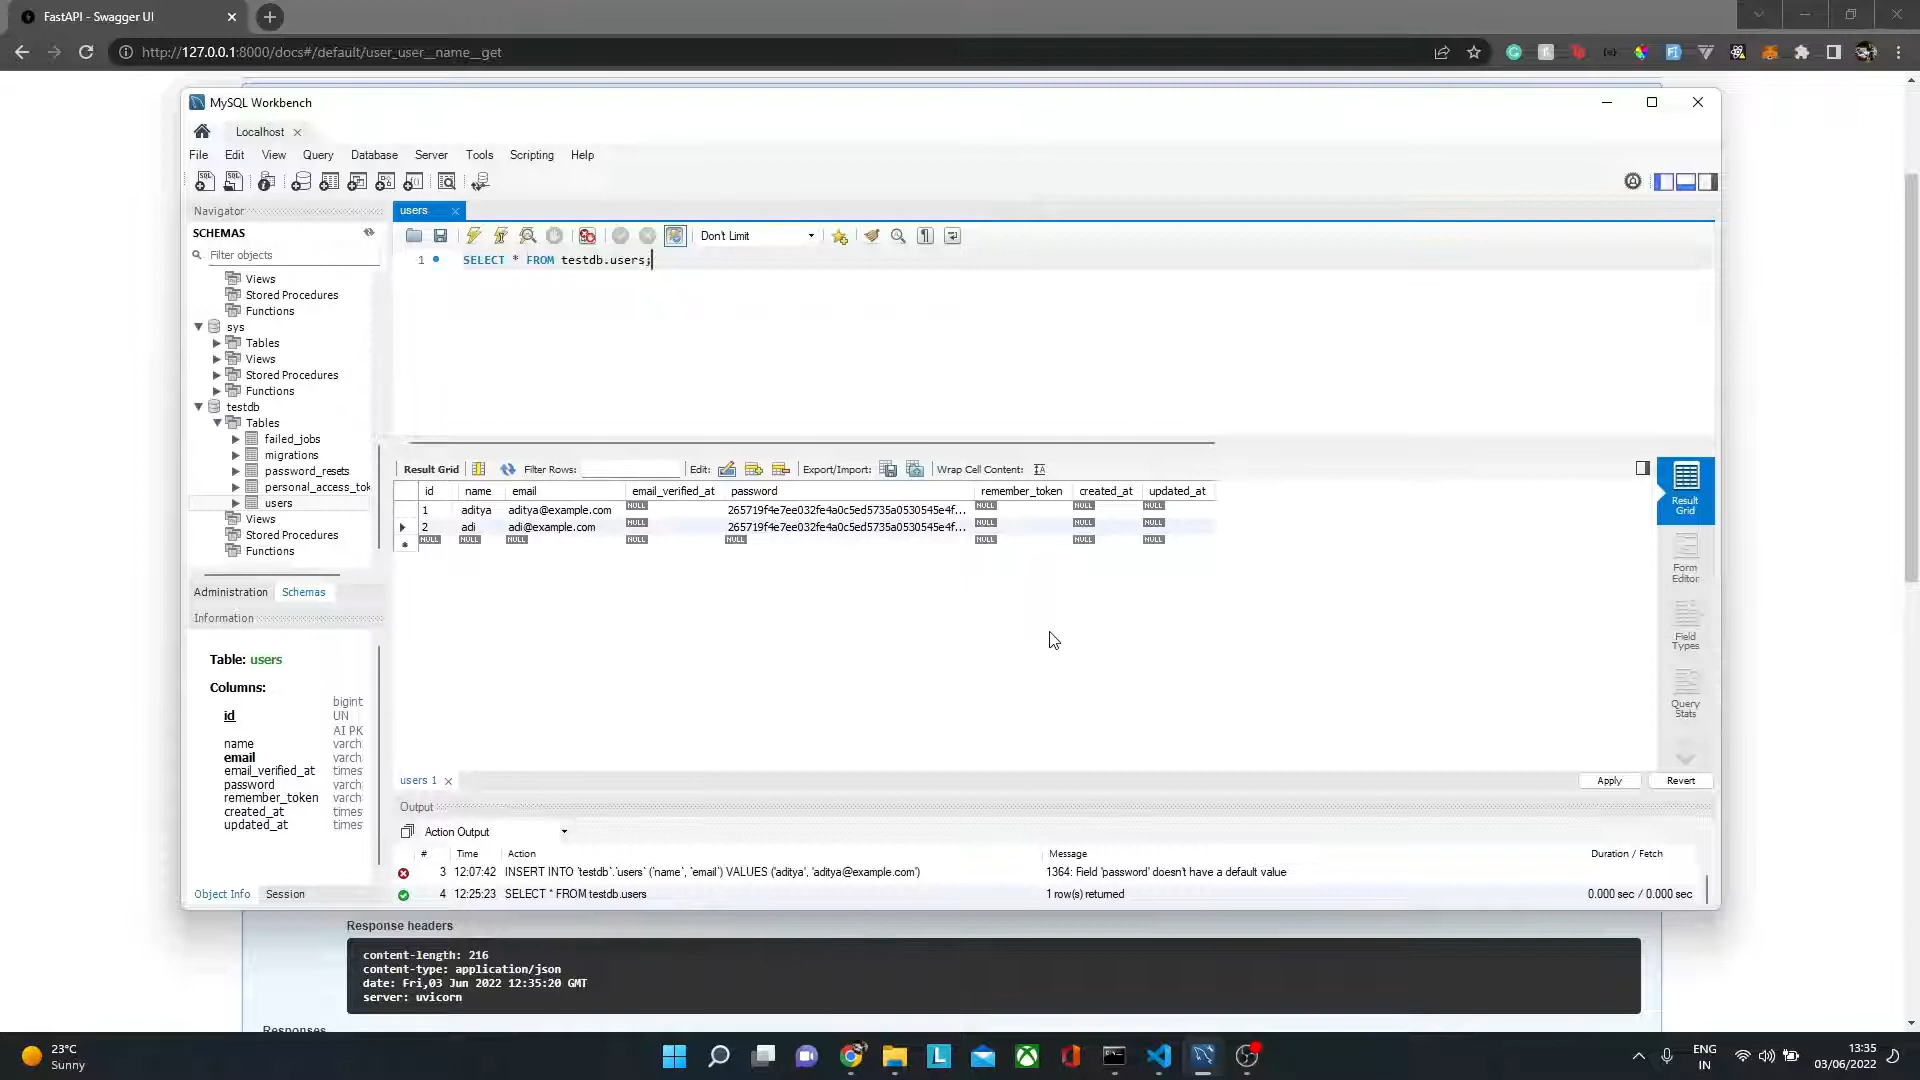 FastAPI - Swagger UI
http://127.0.0.1:8000/docs#/default/user_user__name__get
MySQL Workbench
Localhost
File Edit View Query Database Server Tools Scripting Help
Navigator
users
SCHEMAS
Don't Limit
Filter objects
1 SELECT * FROM testdb.users;
Views
Stored Procedures
Functions
sys
Tables
Views
Stored Procedures
Functions
testdb
Tables
failed_jobs
migrations
password_resets
personal_access_tok
users
Views
Stored Procedures
Functions
Result Grid Filter Rows: Edit: Export/Import: Wrap Cell Content:
id name email email_verified_at password remember_token created_at updated_at
1 aditya aditya@example.com NULL 265719f4e7ee032fe4a0c5ed5735a0530545e4f... NULL NULL NULL
2 adi adi@example.com NULL 265719f4e7ee032fe4a0c5ed5735a0530545e4f... NULL NULL NULL
NULL NULL NULL NULL NULL NULL NULL NULL
Result Grid
Form Editor
Field Types
Query Stats
Administration Schemas
Information
Table: users
Columns:
id bigint UN AI PK
name varch
email varch
email_verified_at times
password varch
remember_token varch
created_at times
updated_at times
Object Info Session
users 1
Apply Revert
Output
Action Output
# Time Action Message Duration / Fetch
3 12:07:42 INSERT INTO `testdb`.`users` (`name`, `email`) VALUES ('aditya', 'aditya@example.com') 1364: Field 'password' doesn't have a default value
4 12:25:23 SELECT * FROM testdb.users 1 row(s) returned 0.000 sec / 0.000 sec
Response headers
content-length: 216
content-type: application/json
date: Fri,03 Jun 2022 12:35:20 GMT
server: uvicorn
Responses
23°C
Sunny
ENG
IN
13:35
03/06/2022